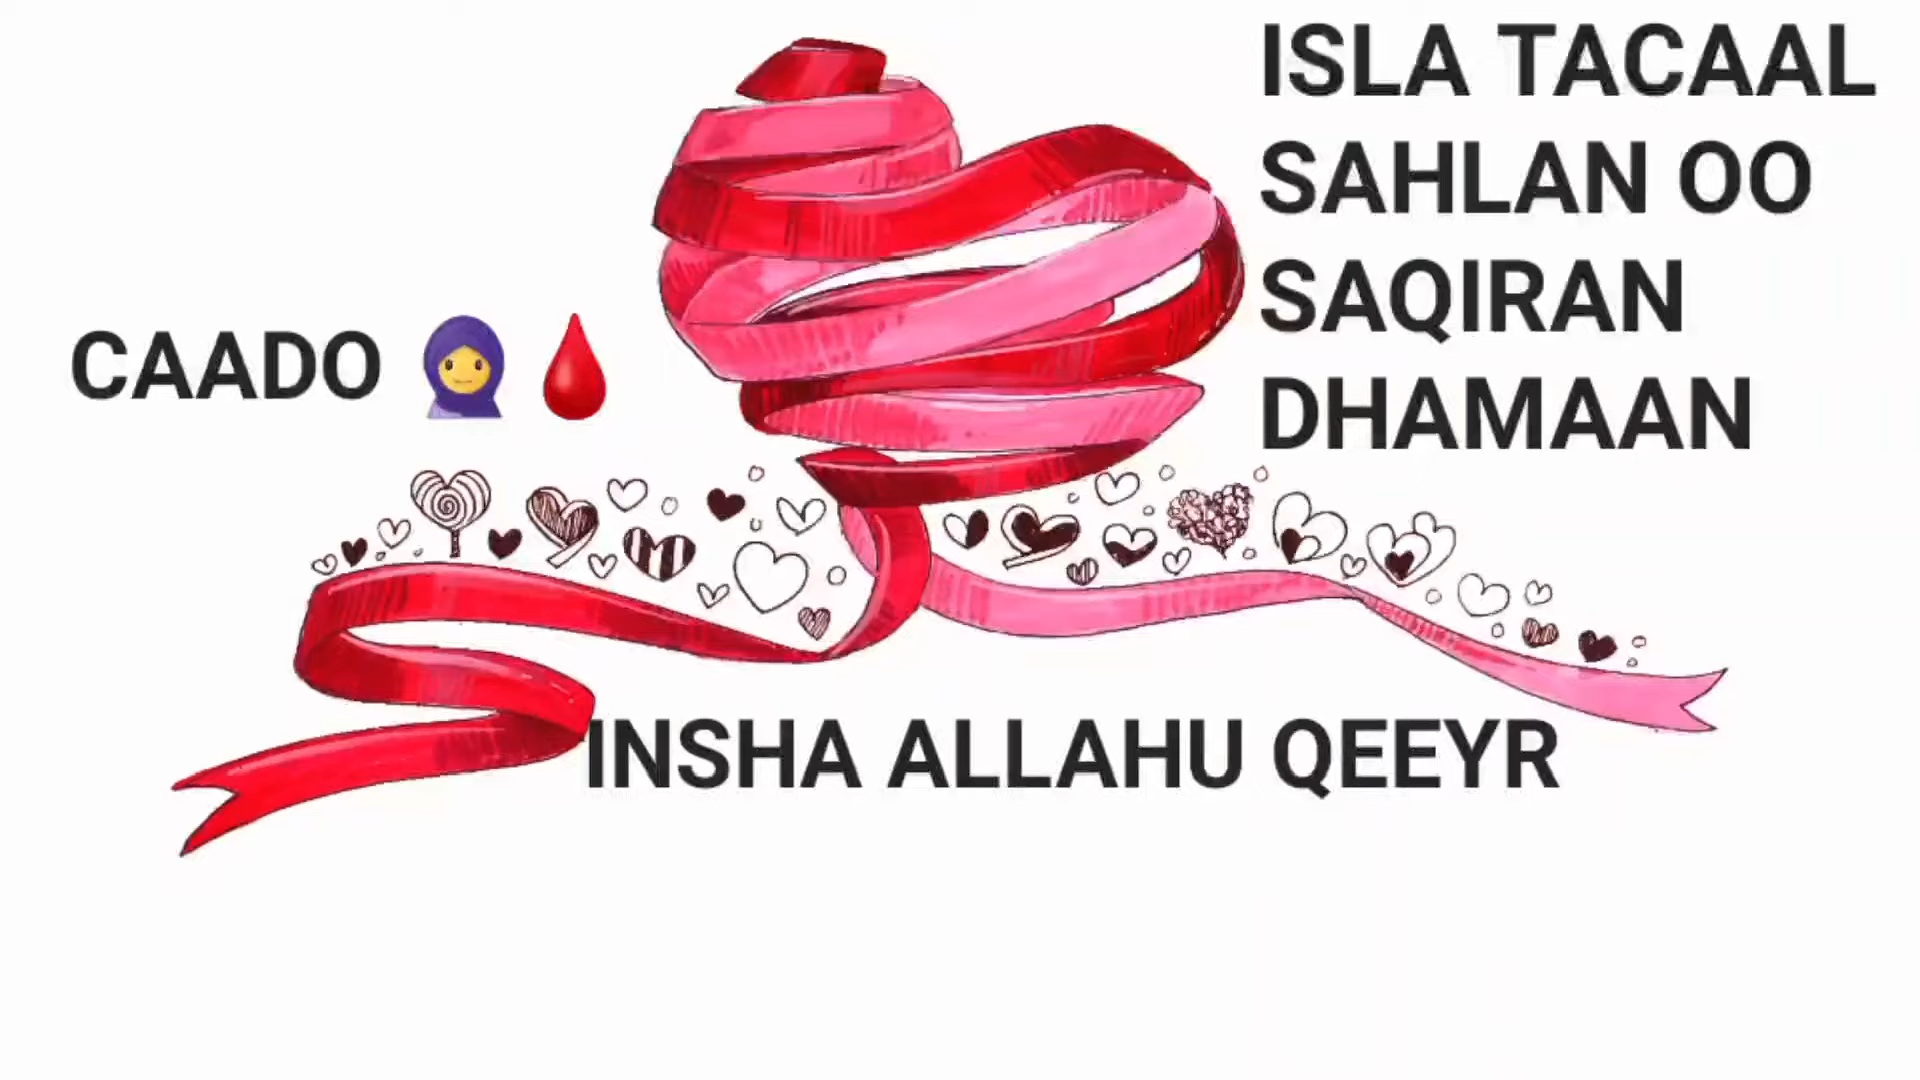 ISLA TACAAL
SAHLAN OO
SAQIRAN
DHAMAAN
CAADO 🧕🩸
INSHA ALLAHU QEEYR